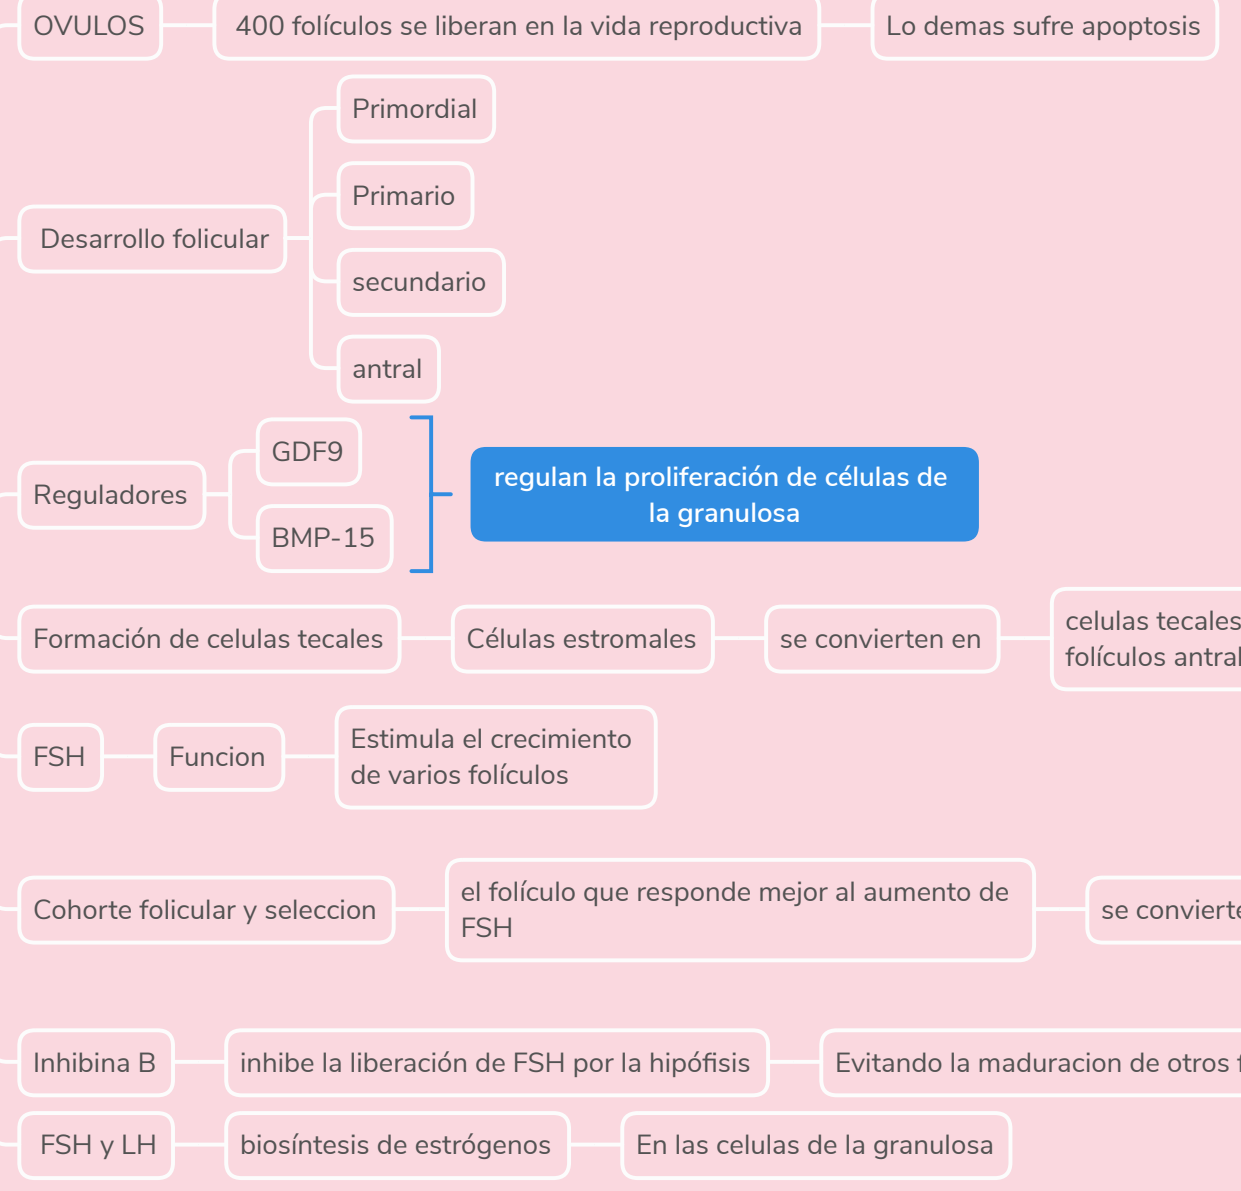 OVULOS
400 folículos se liberan en la vida reproductiva
Lo demas sufre apoptosis
Desarrollo folicular
Primordial
Primario
secundario
antral
Reguladores
GDF9
BMP-15
regulan la proliferación de células de
la granulosa
Formación de celulas tecales
Células estromales
se convierten en
celulas tecales
folículos
FSH
Funcion
Estimula el crecimiento
de varios folículos
Cohorte folicular y seleccion
el folículo que responde mejor al aumento de
FSH
se
Inhibina B
inhibe la liberación de FSH por la hipófisis
Evitando la maduracion de otros
FSH y LH
biosíntesis de estrógenos
En las celulas de la granulosa